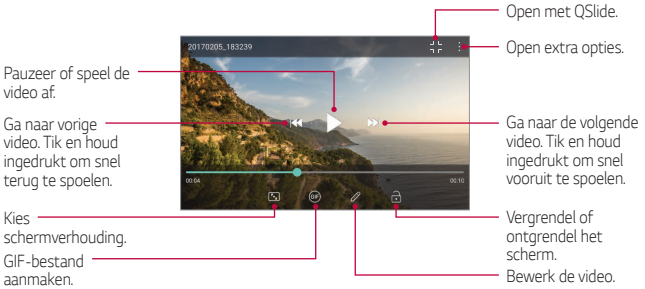 Open met QSlide.
Open extra opties.
20170205_183239
Pauzeer of speel de
video af.
Ga naar vorige
video. Tik en houd
ingedrukt om snel
terug te spoelen.
Ga naar de volgende
video. Tik en houd
ingedrukt om snel
vooruit te spoelen.
00:04
00:10
GIF
Kies
schermverhouding.
GIF-bestand
aanmaken.
Vergrendel of
ontgrendel het
scherm.
Bewerk de video.